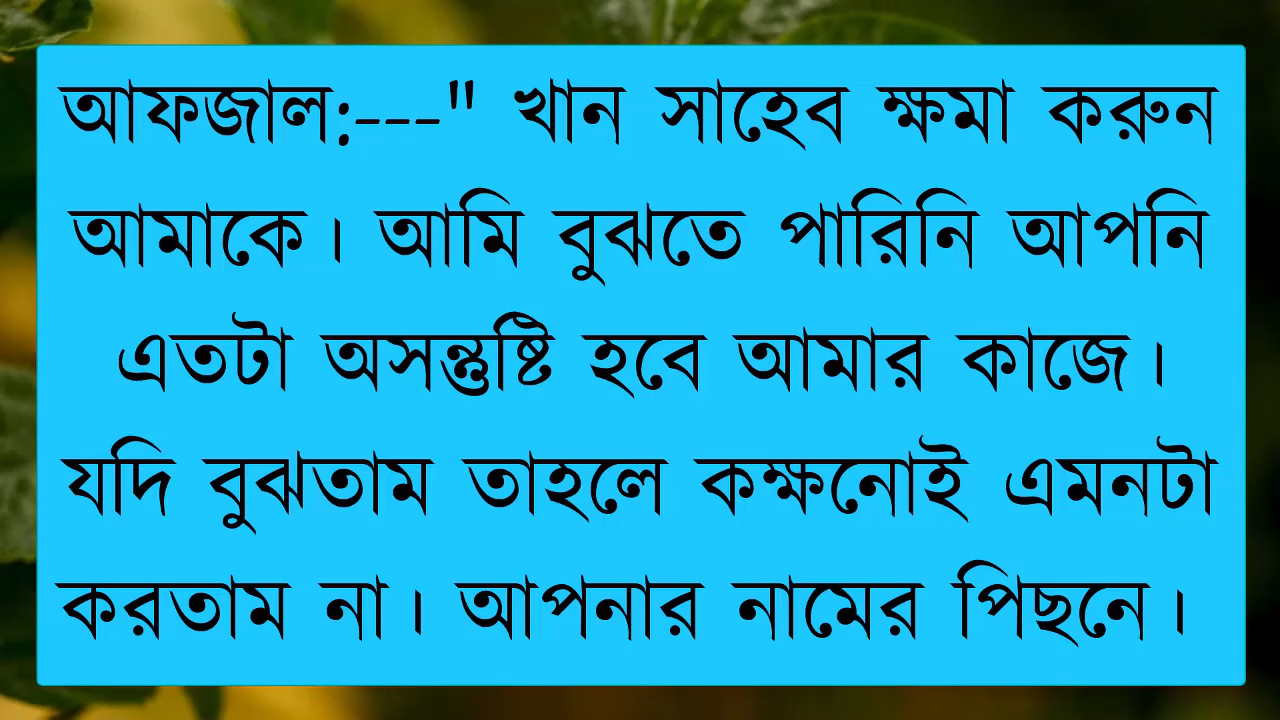 আফজাল:---" খান সাহেব ক্ষমা করুন
আমাকে। আমি বুঝতে পারিনি আপনি
এতটা অসন্তুষ্টি হবে আমার কাজে।
যদি বুঝতাম তাহলে কক্ষনোই এমনটা
করতাম না। আপনার নামের পিছনে।